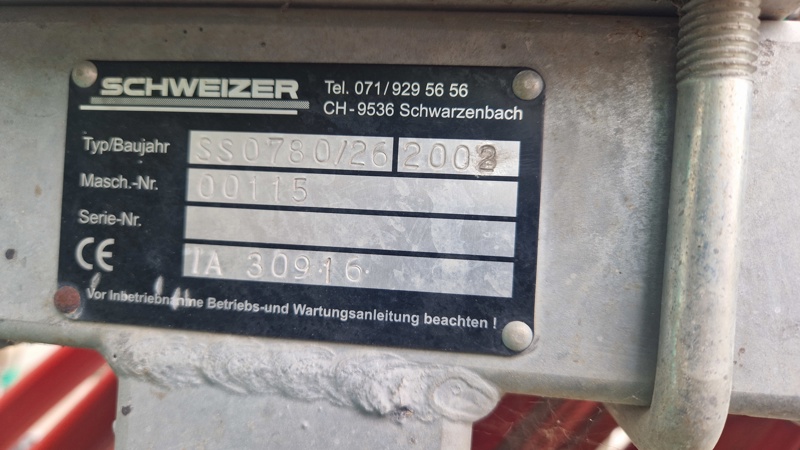 SCHWEIZER
Tel. 071/929 56 56
CH-9536 Schwarzenbach
Typ/Baujahr SS0780/26 2002
Masch.-Nr. 00115
Serie-Nr.
CE
TA 30916
Vor Inbetriebnahme Betriebs-und Wartungsanleitung beachten !